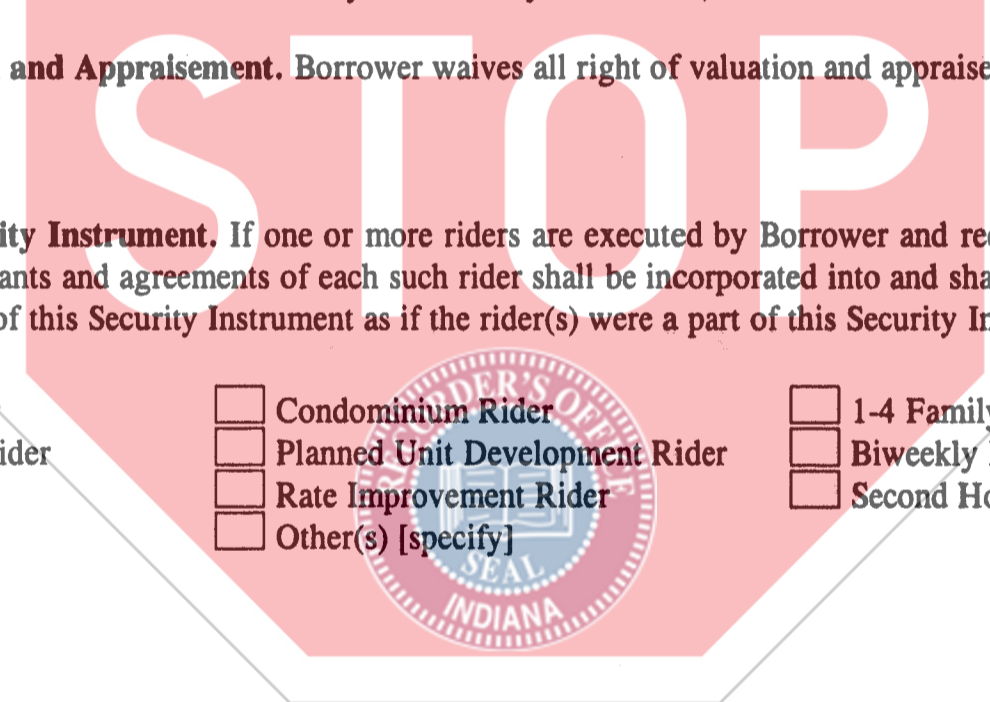 STOP
and Appraisement. Borrower waives all right of valuation and appraise
ity Instrument. If one or more riders are executed by Borrower and re
ants and agreements of each such rider shall be incorporated into and sha
of this Security Instrument as if the rider(s) were a part of this Security In
Condominium Rider 1-4 Family
ider Planned Unit Development Rider Biweekly
Rate Improvement Rider Second Ho
Other(s) [specify]
RECORDER'S OFFICE
SEAL
INDIANA